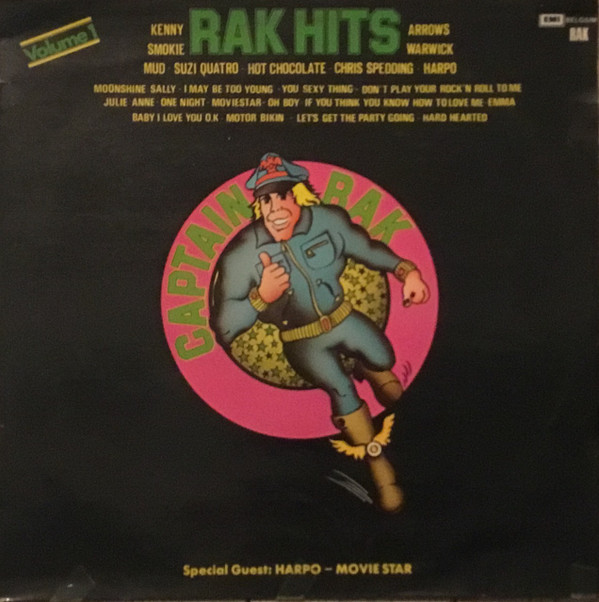 Volume 1
KENNY
SMOKIE
RAK HITS
ARROWS
WARWICK
EMI BELGIUM
RAK
MUD SUZI QUATRO · HOT CHOCOLATE · CHRIS SPEDDING · HARPO
MOONSHINE SALLY · I MAY BE TOO YOUNG · YOU SEXY THING · DON'T PLAY YOUR ROCK'N ROLL TO ME
JULIE ANNE · ONE NIGHT · MOVIESTAR · OH BOY · IF YOU THINK YOU KNOW HOW TO LOVE ME · EMMA
BABY I LOVE YOU O.K · MOTOR BIKIN · LET'S GET THE PARTY GOING · HARD HEARTED
CAPTAIN RAK
RAK
Special Guest: HARPO – MOVIE STAR